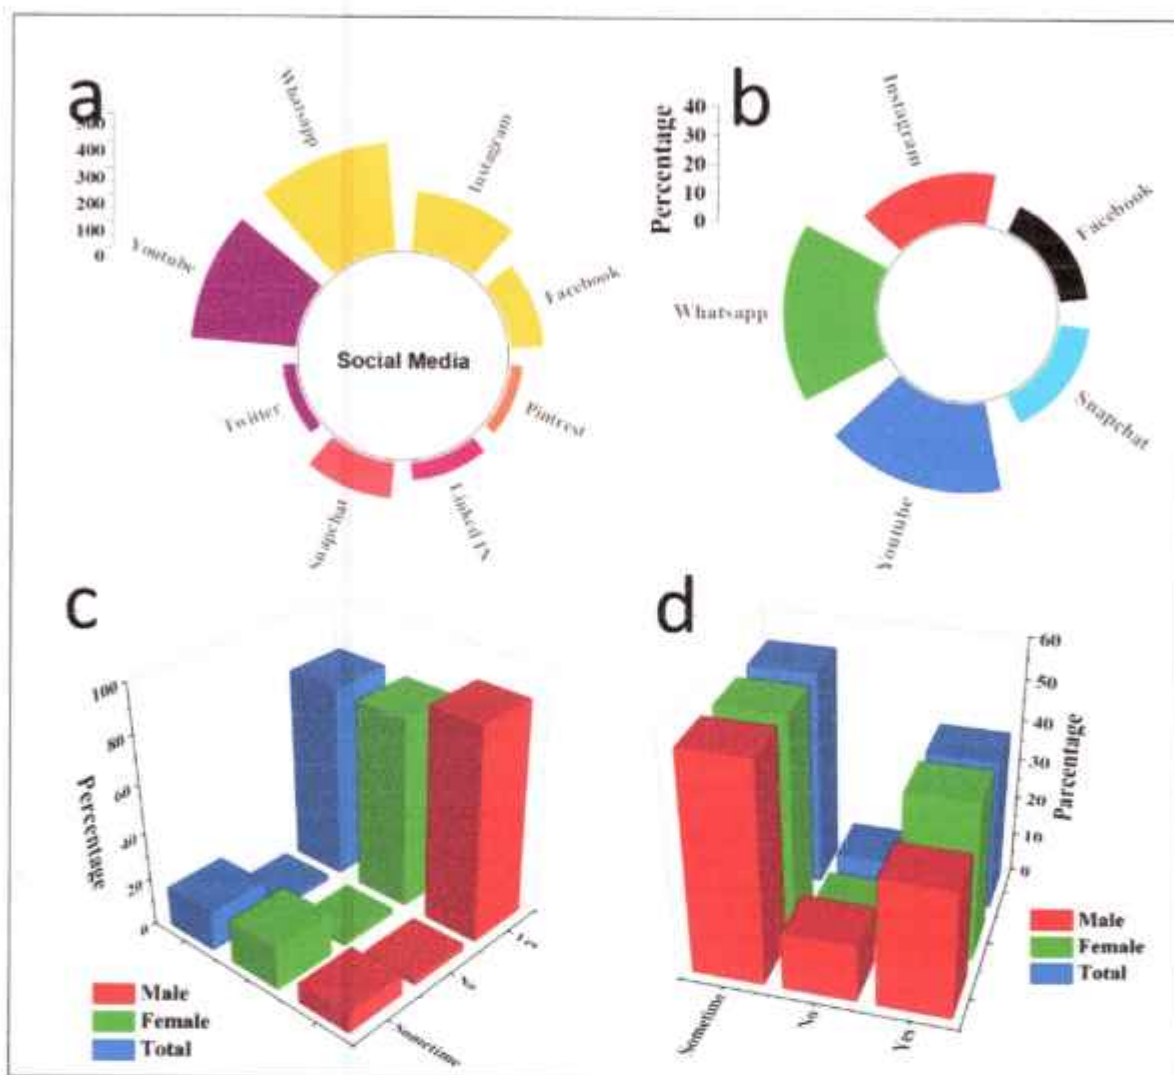 a
500
400
300
200
100
0
Whatsapp
Instagram
Youtube
Facebook
Social Media
Twitter
Pintrest
Snapchat
Linked IN
b
Percentage
40
30
20
10
0
Instagram
Facebook
Whatsapp
Snapchat
Youtube
c
Percentage
100
80
60
40
20
0
Yes
No
Sometime
Male
Female
Total
d
60
50
40
30
20
10
0
Parcentage
Sometime
No
Yes
Male
Female
Total